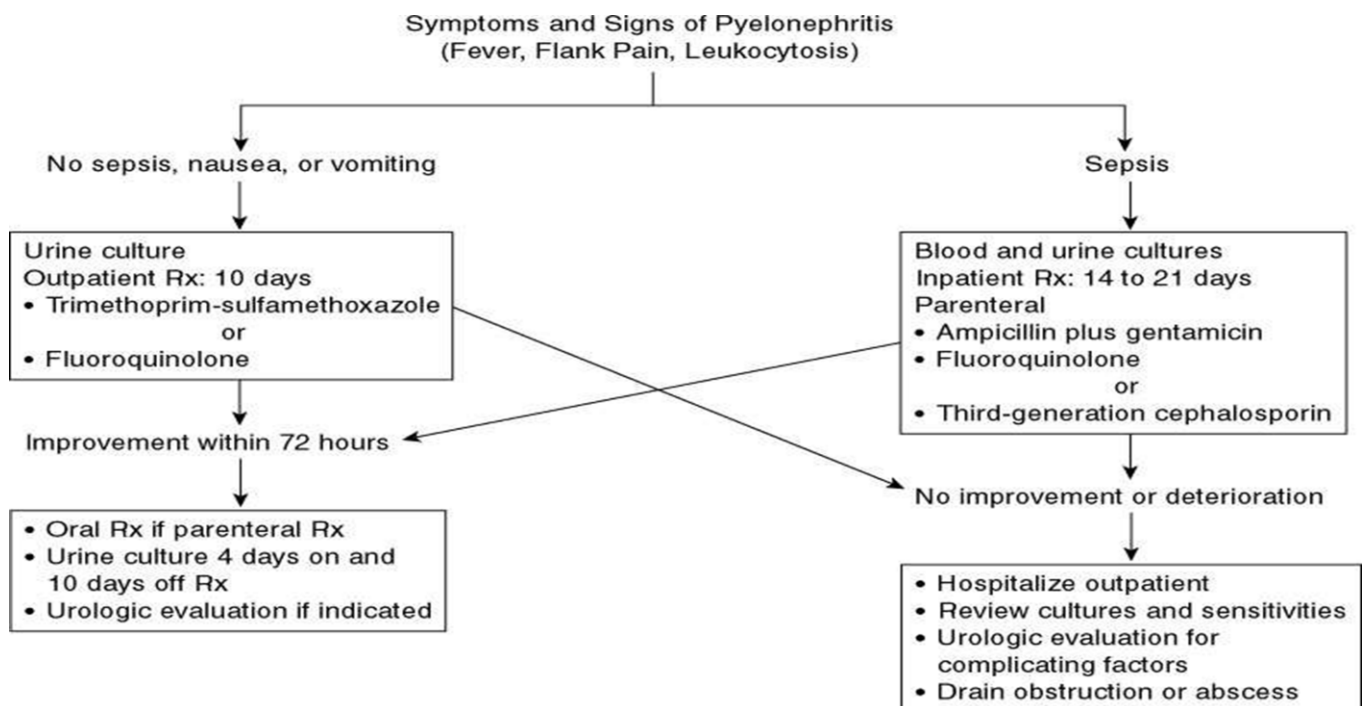 Symptoms and Signs of Pyelonephritis
(Fever, Flank Pain, Leukocytosis)
No sepsis, nausea, or vomiting
Urine culture
Outpatient Rx: 10 days
• Trimethoprim-sulfamethoxazole
or
• Fluoroquinolone
Improvement within 72 hours
• Oral Rx if parenteral Rx
• Urine culture 4 days on and
10 days off Rx
• Urologic evaluation if indicated
Sepsis
Blood and urine cultures
Inpatient Rx: 14 to 21 days
Parenteral
• Ampicillin plus gentamicin
• Fluoroquinolone
or
• Third-generation cephalosporin
No improvement or deterioration
• Hospitalize outpatient
• Review cultures and sensitivities
• Urologic evaluation for
complicating factors
• Drain obstruction or abscess